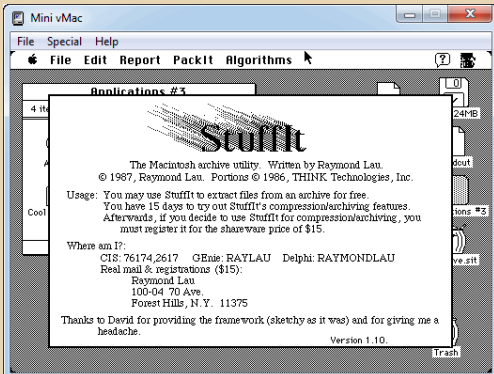 Mini vMac
File Special Help
File Edit Report PackIt Algorithms
Applications #3
4 ite
24MB
StuffIt
The Macintosh archive utility. Written by Raymond Lau.
© 1987, Raymond Lau. Portions © 1986, THINK Technologies, Inc.
Usage: You may use StuffIt to extract files from an archive for free.
You have 15 days to try out StuffIt's compression/archiving features.
Afterwards, if you decide to use StuffIt for compression/archiving, you
must register it for the shareware price of $15.
Where am I?:
CIS: 76174,2617 GEnie: RAYLAU Delphi: RAYMONDLAU
Real mail & registrations ($15):
Raymond Lau
100-04 70 Ave.
Forest Hills, N.Y. 11375
Thanks to David for providing the framework (sketchy as it was) and for giving me a
headache.
Version 1.10.
A
Cool
dcut
tions #3
ve.sit
Trash